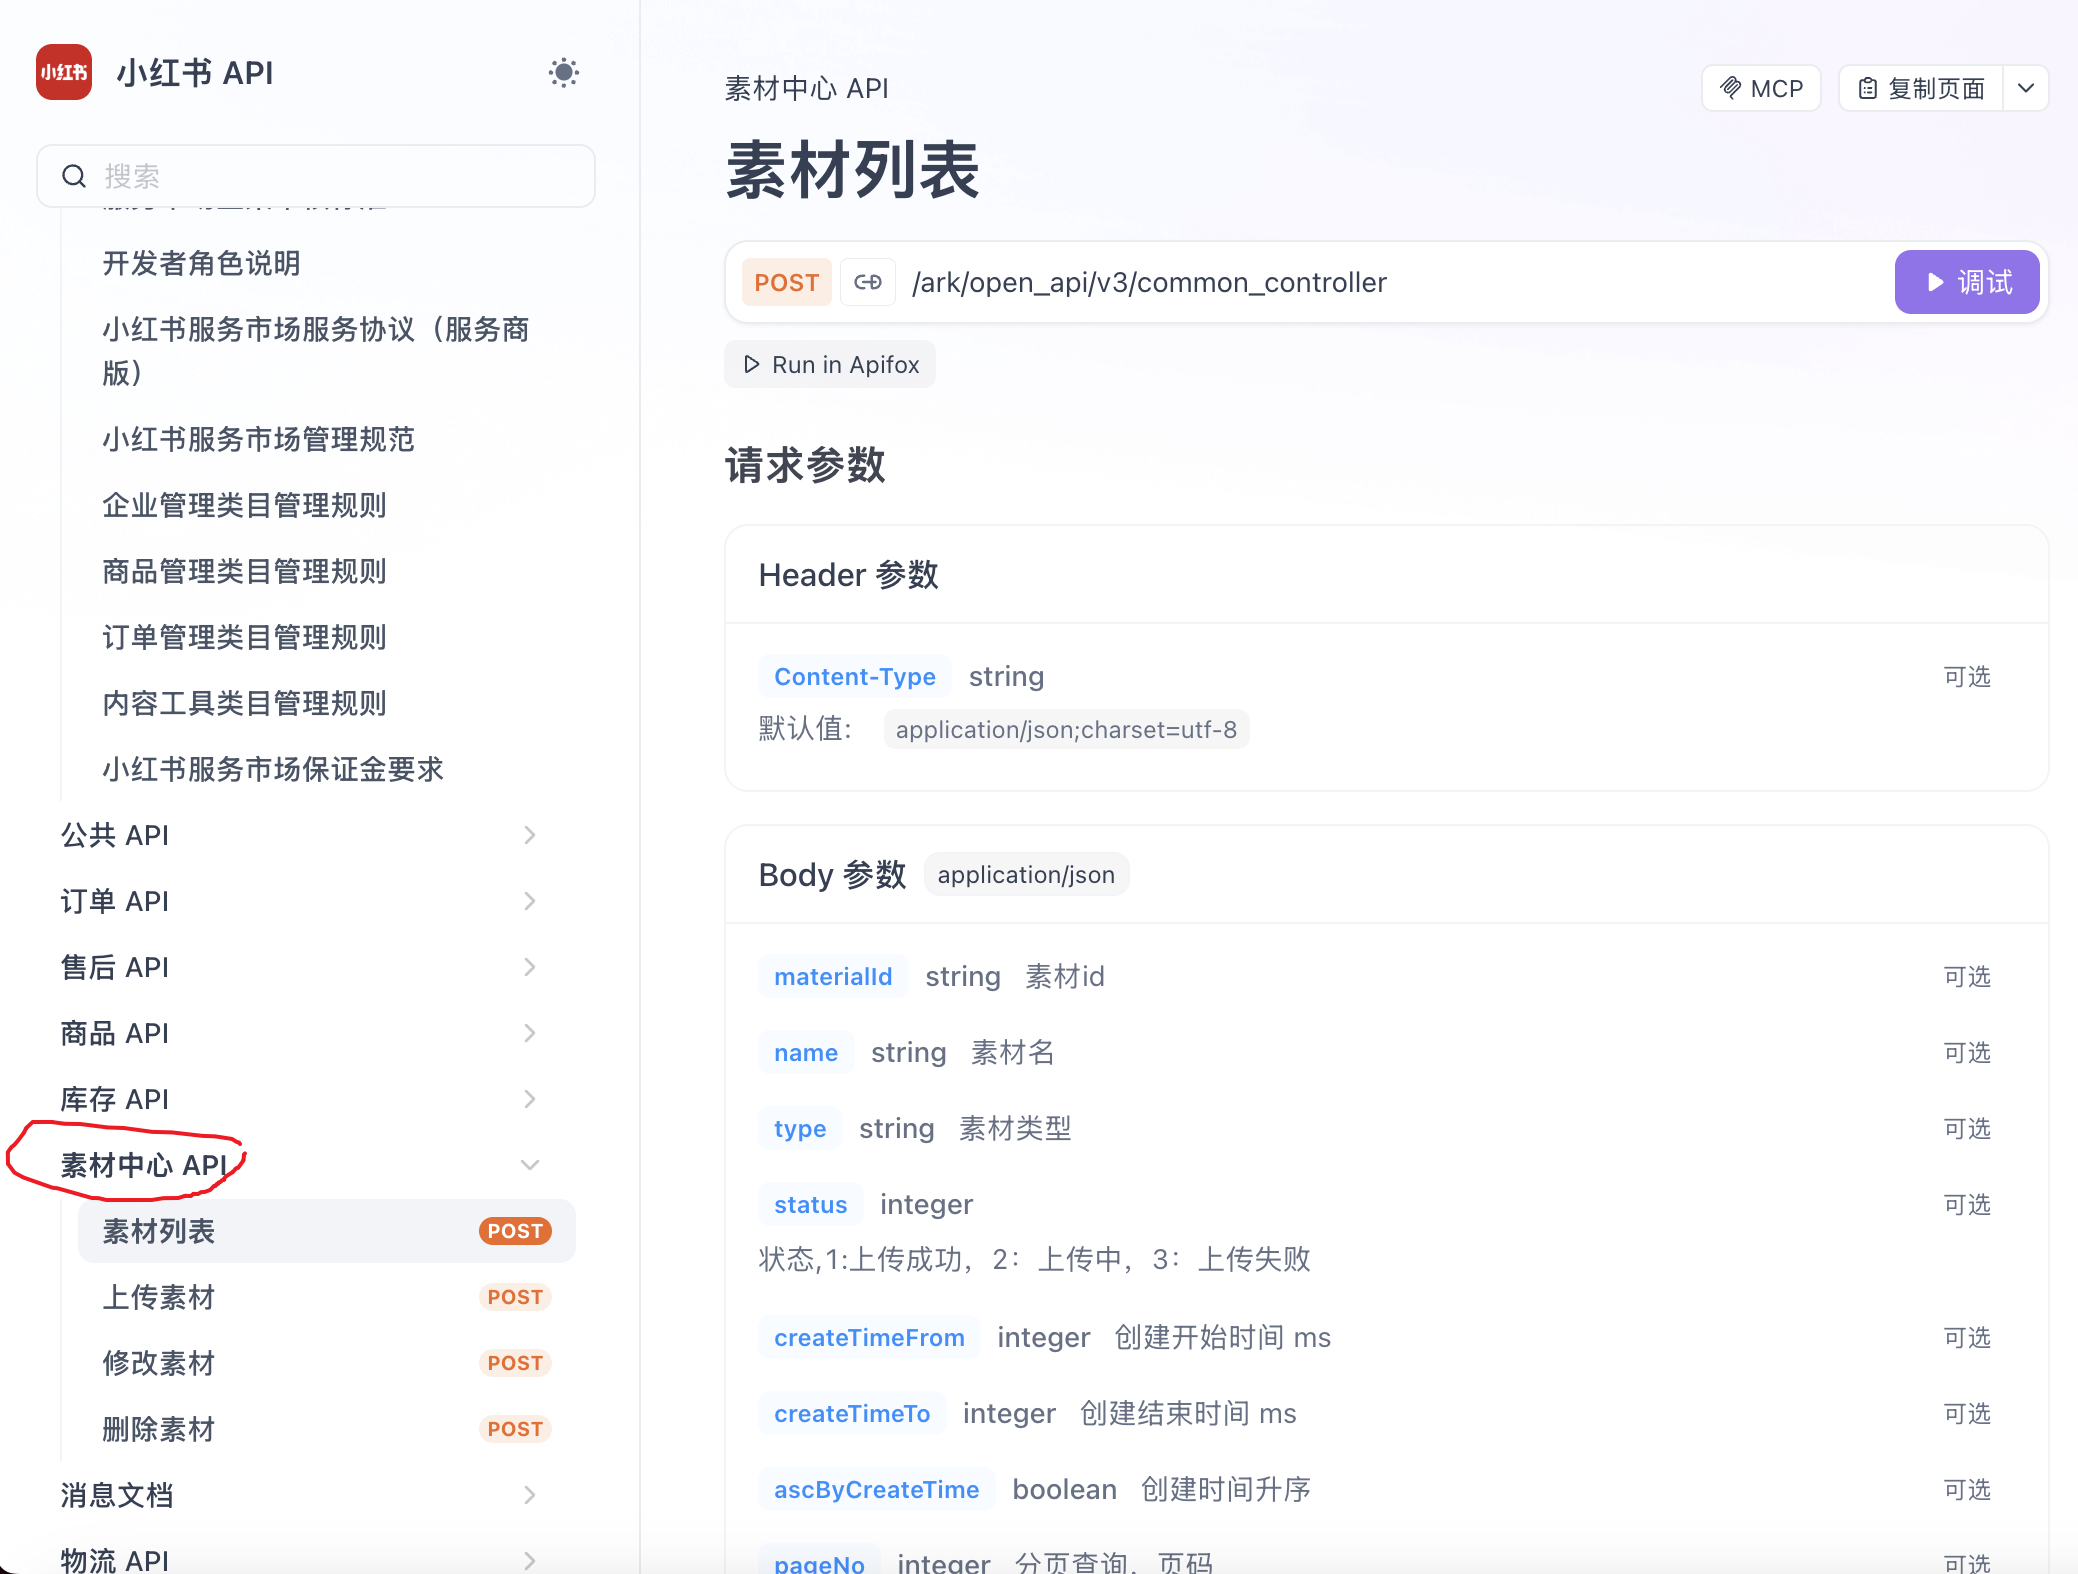 小红书
小红书 API
搜索
开发者角色说明
小红书服务市场服务协议（服务商
版）
小红书服务市场管理规范
企业管理类目管理规则
商品管理类目管理规则
订单管理类目管理规则
内容工具类目管理规则
小红书服务市场保证金要求
公共 API
订单 API
售后 API
商品 API
库存 API
素材中心 API
素材列表 POST
上传素材 POST
修改素材 POST
删除素材 POST
消息文档
物流 API
素材中心 API
MCP
复制页面
素材列表
POST /ark/open_api/v3/common_controller
调试
Run in Apifox
请求参数
Header 参数
Content-Type string 可选
默认值： application/json;charset=utf-8
Body 参数 application/json
materialId string 素材id 可选
name string 素材名 可选
type string 素材类型 可选
status integer 可选
状态,1:上传成功，2：上传中，3：上传失败
createTimeFrom integer 创建开始时间 ms 可选
createTimeTo integer 创建结束时间 ms 可选
ascByCreateTime boolean 创建时间升序 可选
pageNo integer 分页查询，页码 可选